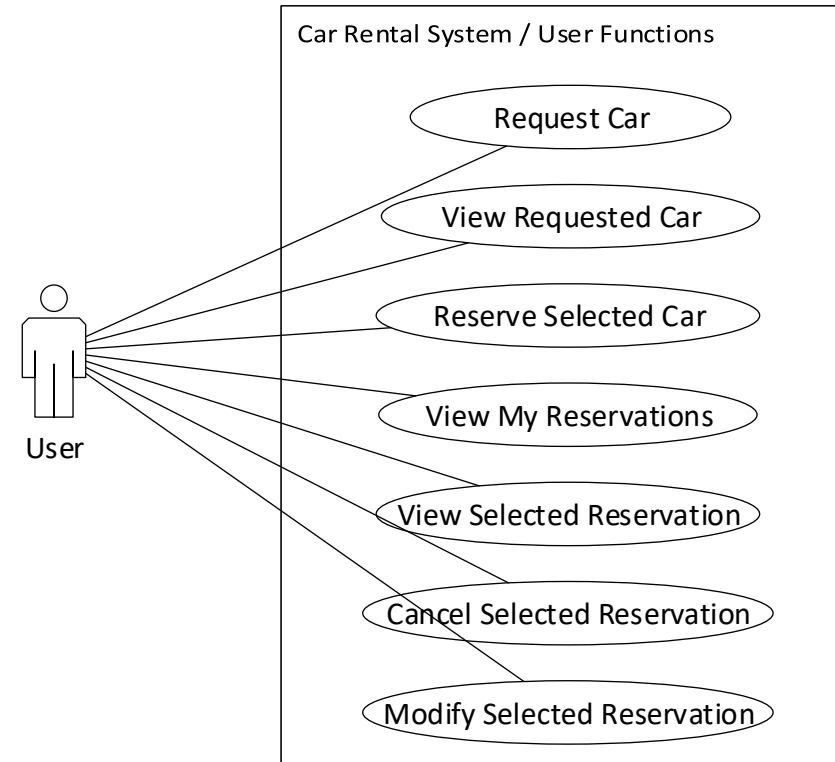 Car Rental System / User Functions
Request Car
View Requested Car
Reserve Selected Car
View My Reservations
User
View Selected Reservation
Cancel Selected Reservation
Modify Selected Reservation